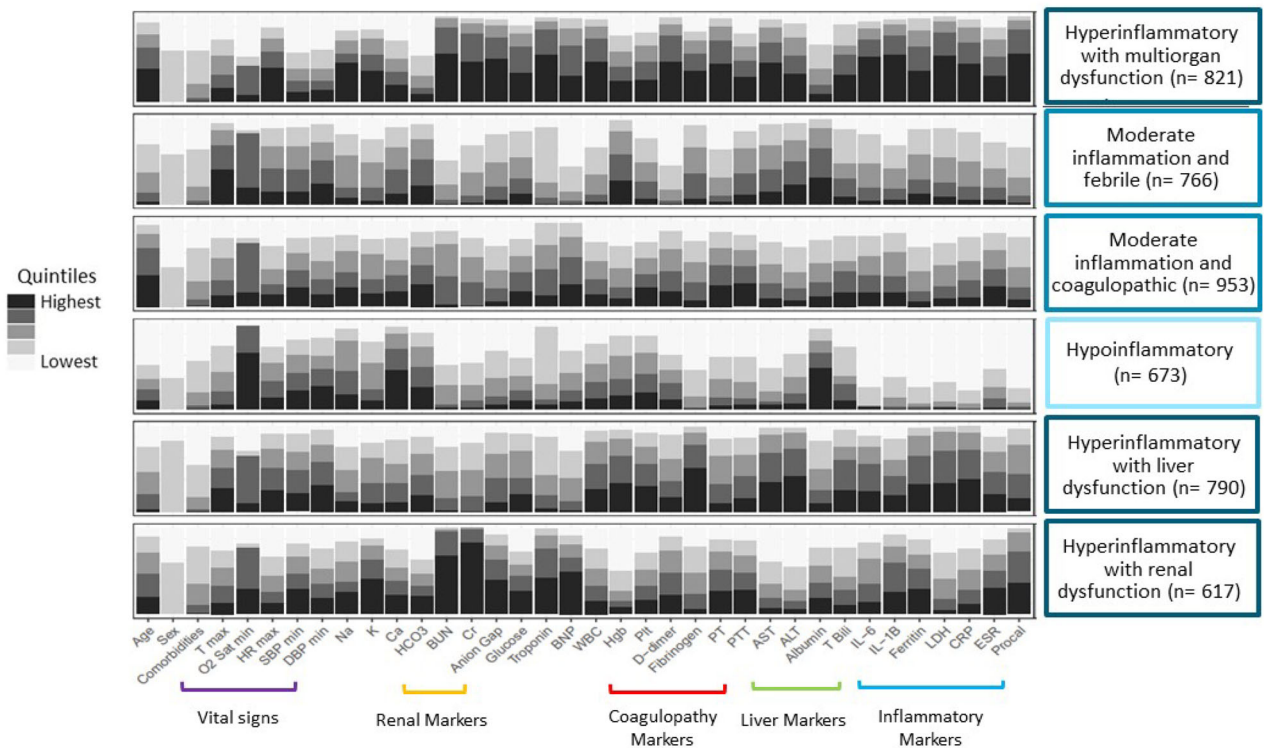 Hyperinflammatory
with multiorgan
dysfunction (n= 821)
Moderate
inflammation and
febrile (n= 766)
Moderate
inflammation and
coagulopathic (n= 953)
Quintiles
Highest
Lowest
Hypoinflammatory
(n= 673)
Hyperinflammatory
with liver
dysfunction (n= 790)
Hyperinflammatory
with renal
dysfunction (n= 617)
Age
Sex
Comorbidities
T max
O2 Sat min
HR max
SBP min
DBP min
Na
K
Ca
HCO3
BUN
Cr
Anion Gap
Glucose
Troponin
BNP
WBC
Hgb
Plt
D-dimer
Fibrinogen
PT
PTT
AST
ALT
Albumin
T Bili
IL-6
IL-1B
Ferritin
LDH
CRP
ESR
Procal
Vital signs
Renal Markers
Coagulopathy
Markers
Liver Markers
Inflammatory
Markers